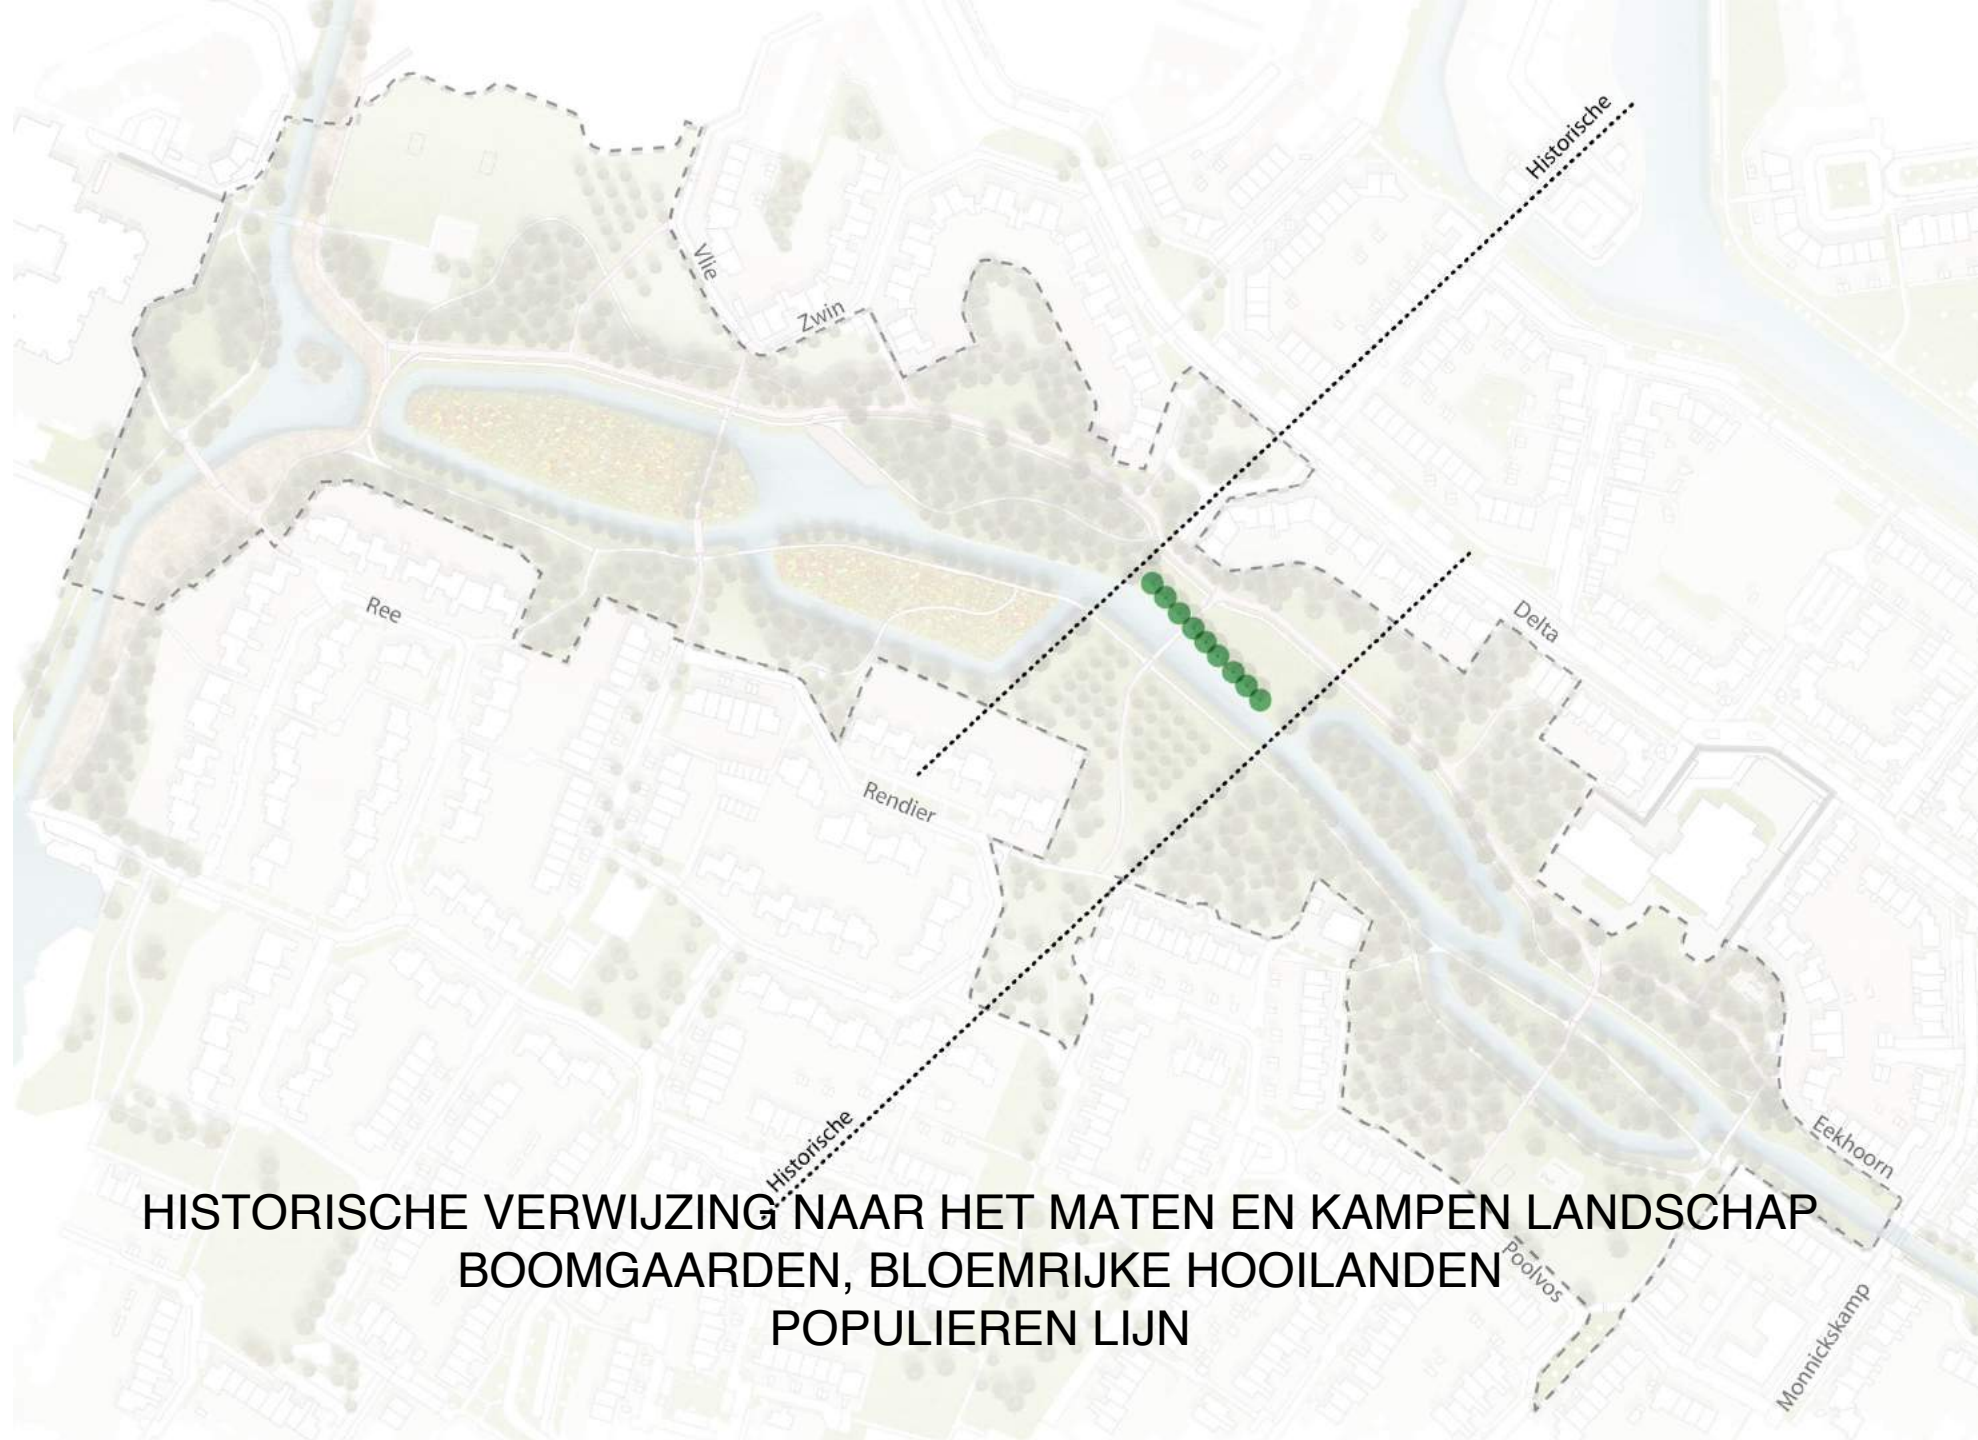 Historische
Vlie
Zwin
Ree
Delta
Rendier
Historische
Eekhoorn
HISTORISCHE VERWIJZING NAAR HET MATEN EN KAMPEN LANDSCHAP
BOOMGAARDEN, BLOEMRIJKE HOOILANDEN
POPULIEREN LIJN
Poolvos
Monnickskamp